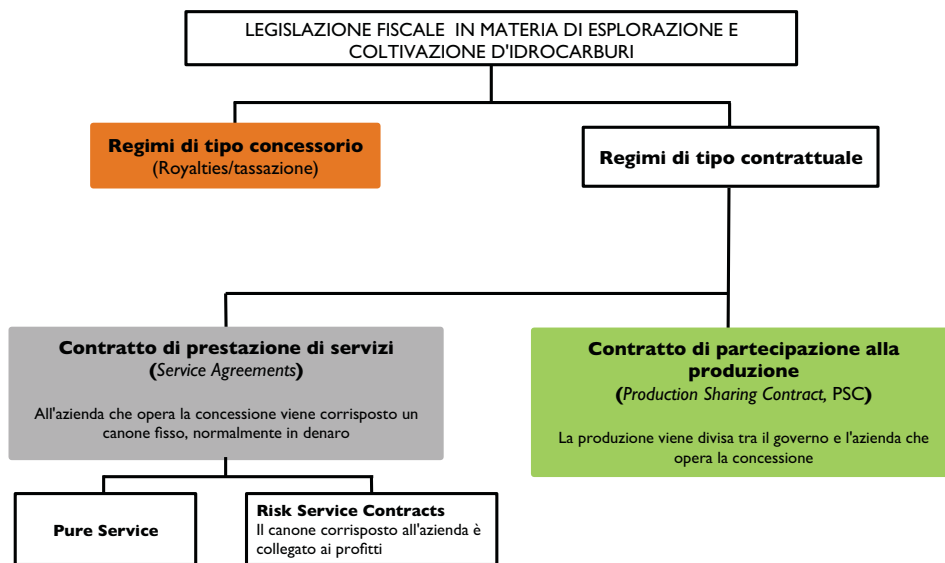 LEGISLAZIONE FISCALE IN MATERIA DI ESPLORAZIONE E
COLTIVAZIONE D'IDROCARBURI
Regimi di tipo concessorio
(Royalties/tassazione)
Regimi di tipo contrattuale
Contratto di prestazione di servizi
(Service Agreements)
All'azienda che opera la concessione viene corrisposto un
canone fisso, normalmente in denaro
Contratto di partecipazione alla
produzione
(Production Sharing Contract, PSC)
La produzione viene divisa tra il governo e l'azienda che
opera la concessione
Pure Service
Risk Service Contracts
Il canone corrisposto all'azienda è
collegato ai profitti